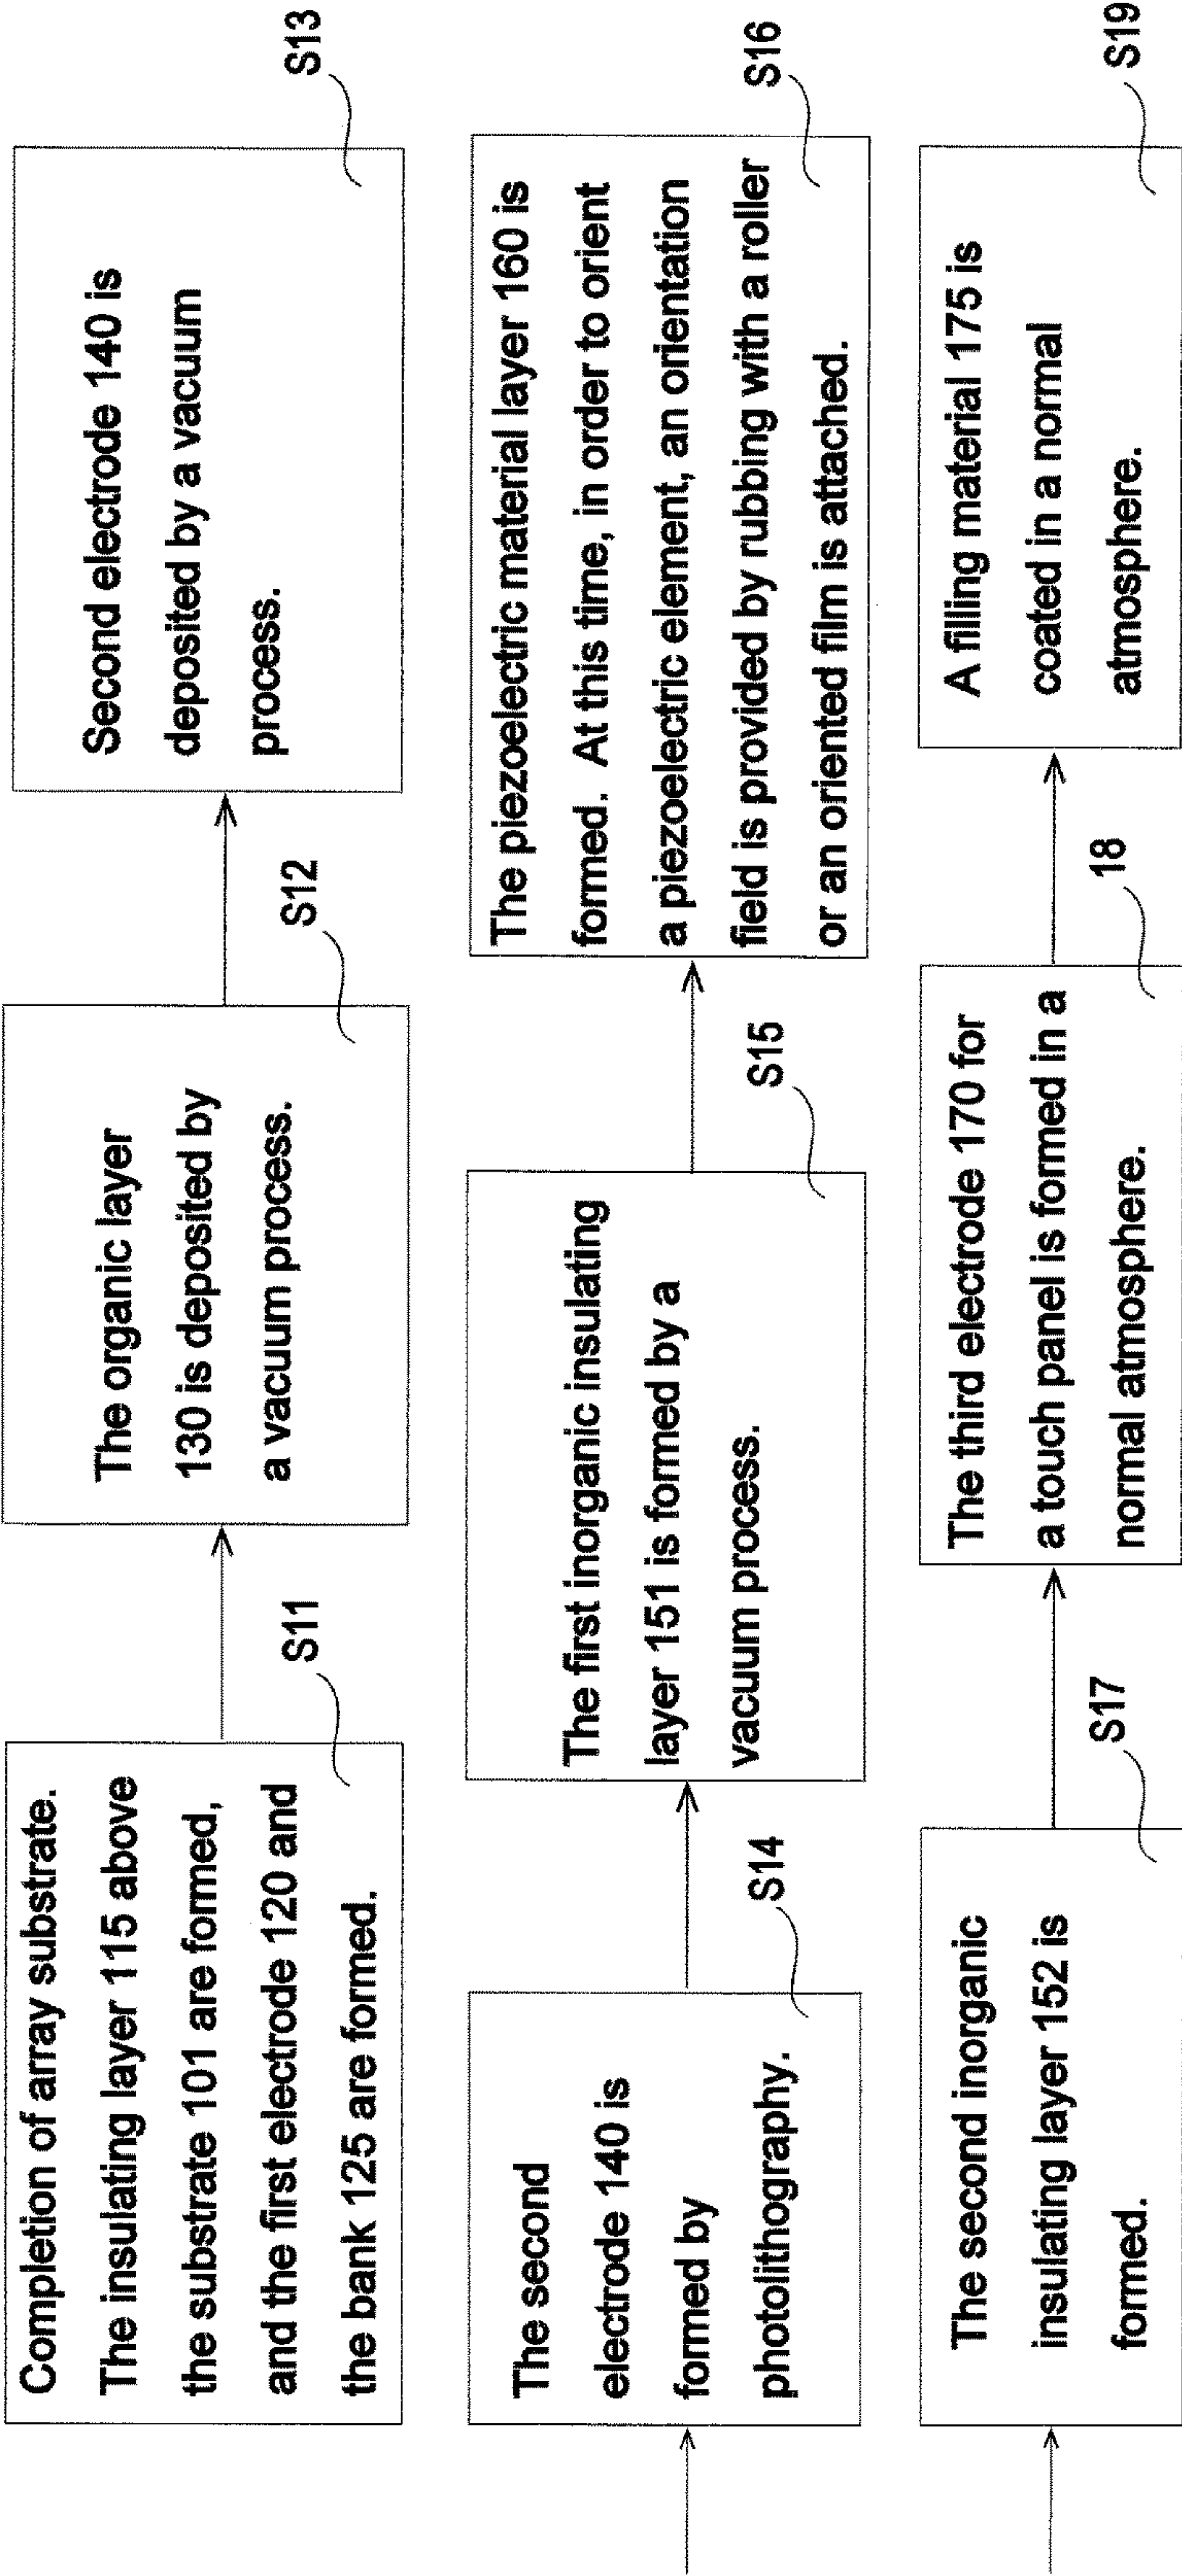 Completion of array substrate.
The insulating layer 115 above
the substrate 101 are formed,
and the first electrode 120 and
the bank 125 are formed.
S11
The organic layer
130 is deposited by
a vacuum process.
S12
Second electrode 140 is
deposited by a vacuum
process.
S13
The second
electrode 140 is
formed by
photolithography.
S14
The first inorganic insulating
layer 151 is formed by a
vacuum process.
S15
The piezoelectric material layer 160 is
formed. At this time, in order to orient
a piezoelectric element, an orientation
field is provided by rubbing with a roller
or an oriented film is attached.
S16
The second inorganic
insulating layer 152 is
formed.
S17
The third electrode 170 for
a touch panel is formed in a
normal atmosphere.
18
A filling material 175 is
coated in a normal
atmosphere.
S19